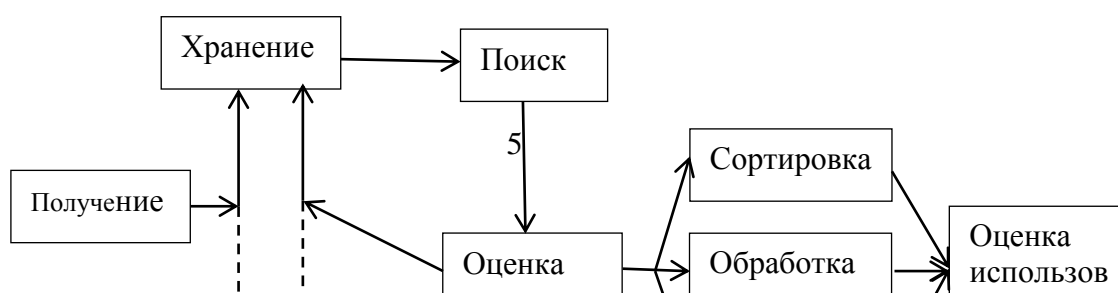 Хранение
Поиск
5
Сортировка
Получение
Оценка
Обработка
Оценка
использов